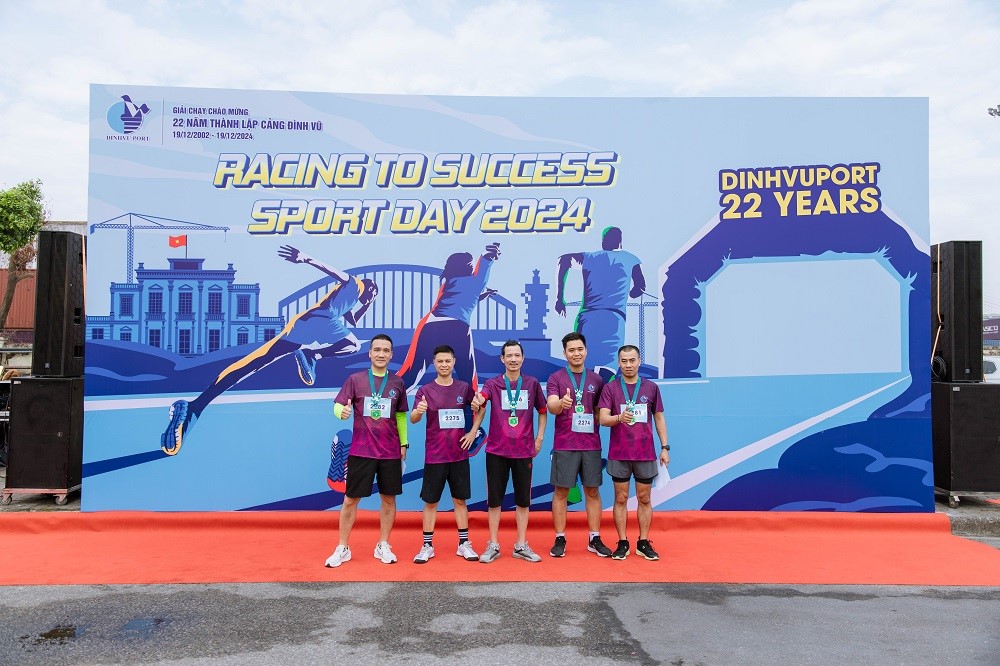 DINHVU PORT
GIẢI CHẠY CHÀO MỪNG
22 NĂM THÀNH LẬP CẢNG ĐÌNH VŨ
19/12/2002 - 19/12/2024
RACING TO SUCCESS
SPORT DAY 2024
DINHVUPORT
22 YEARS
2282
2275
2274